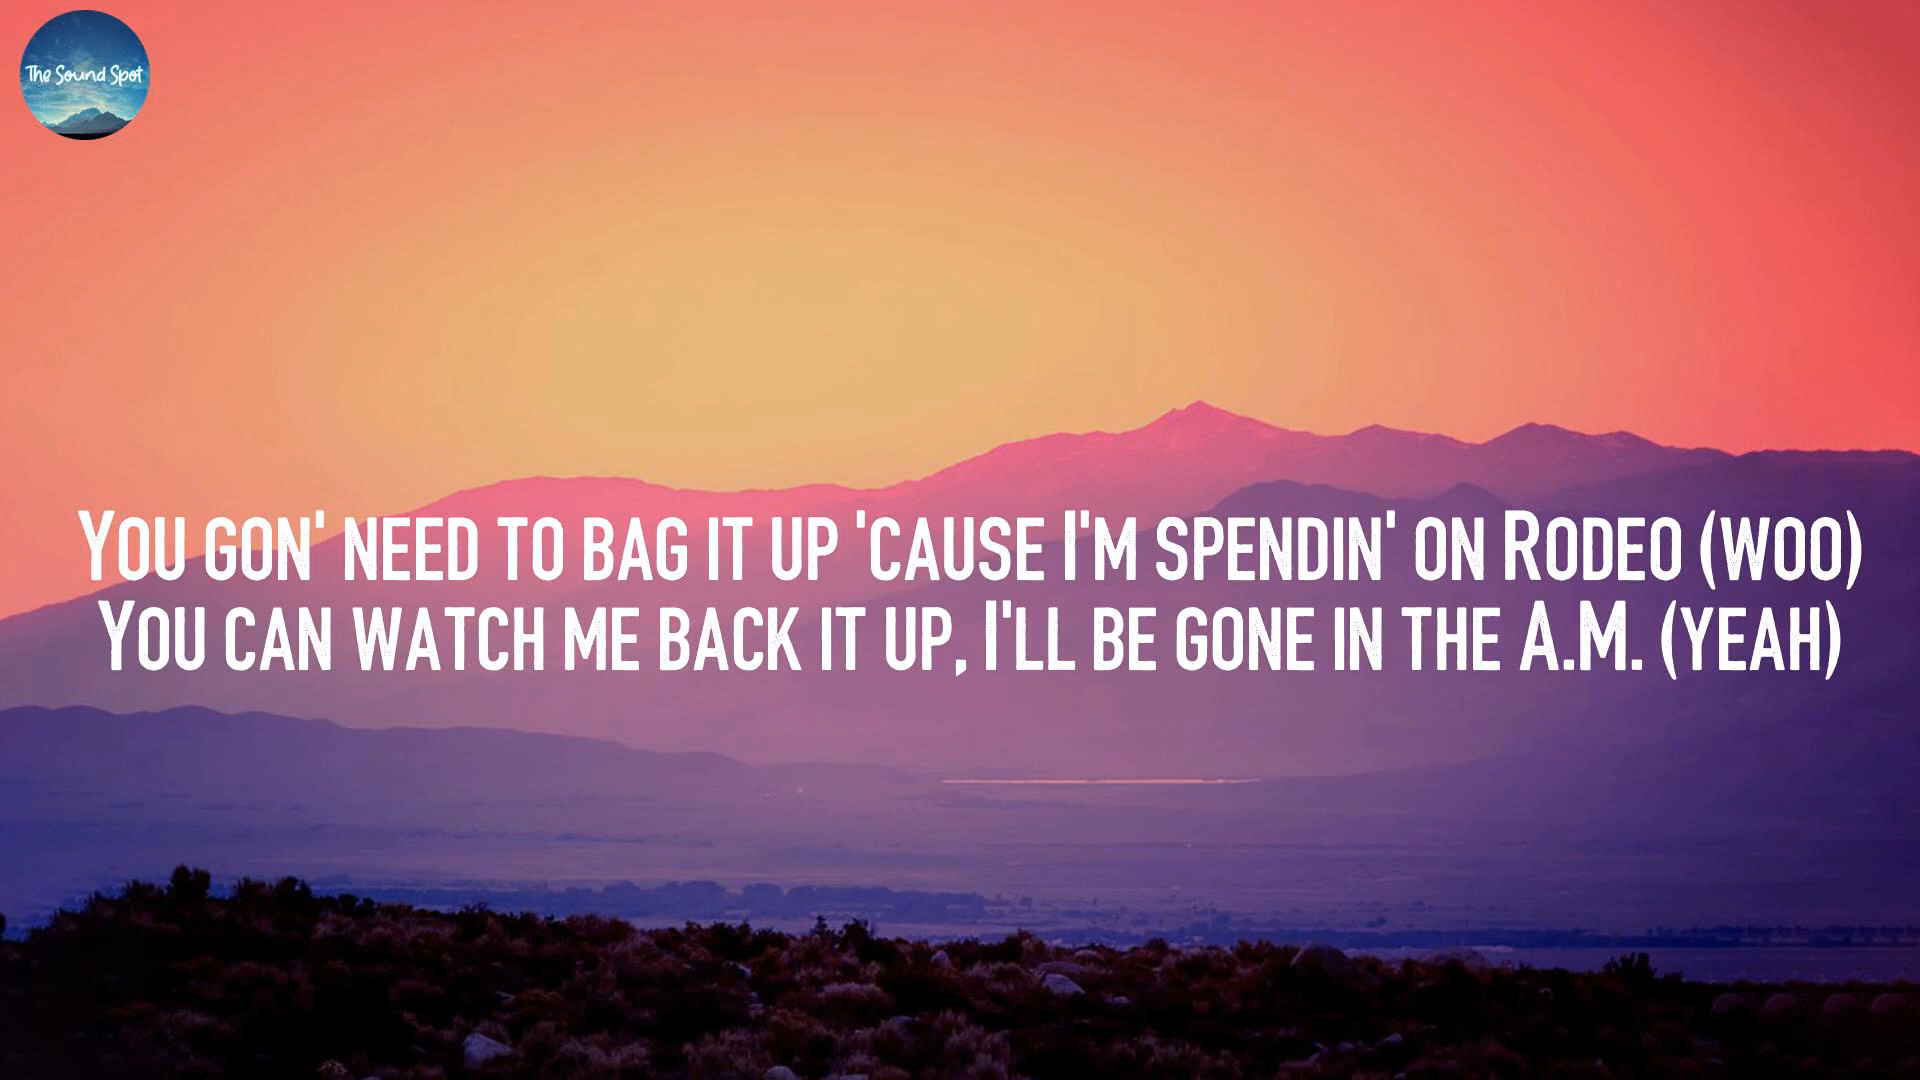 The Sound Spot
You gon' need to bag it up 'cause I'm spendin' on Rodeo (woo)
You can watch me back it up, I'll be gone in the A.M. (yeah)